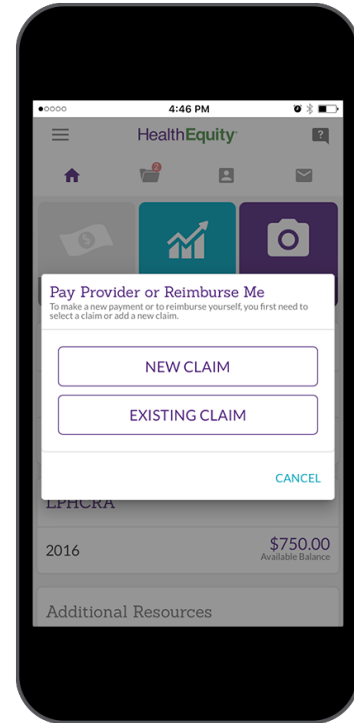 4:46 PM
HealthEquity
?
2
Pay Provider or Reimburse Me
To make a new payment or to reimburse yourself, you first need to
select a claim or add a new claim.
NEW CLAIM
EXISTING CLAIM
CANCEL
LPHCRA
2016
$750.00
Available Balance
Additional Resources